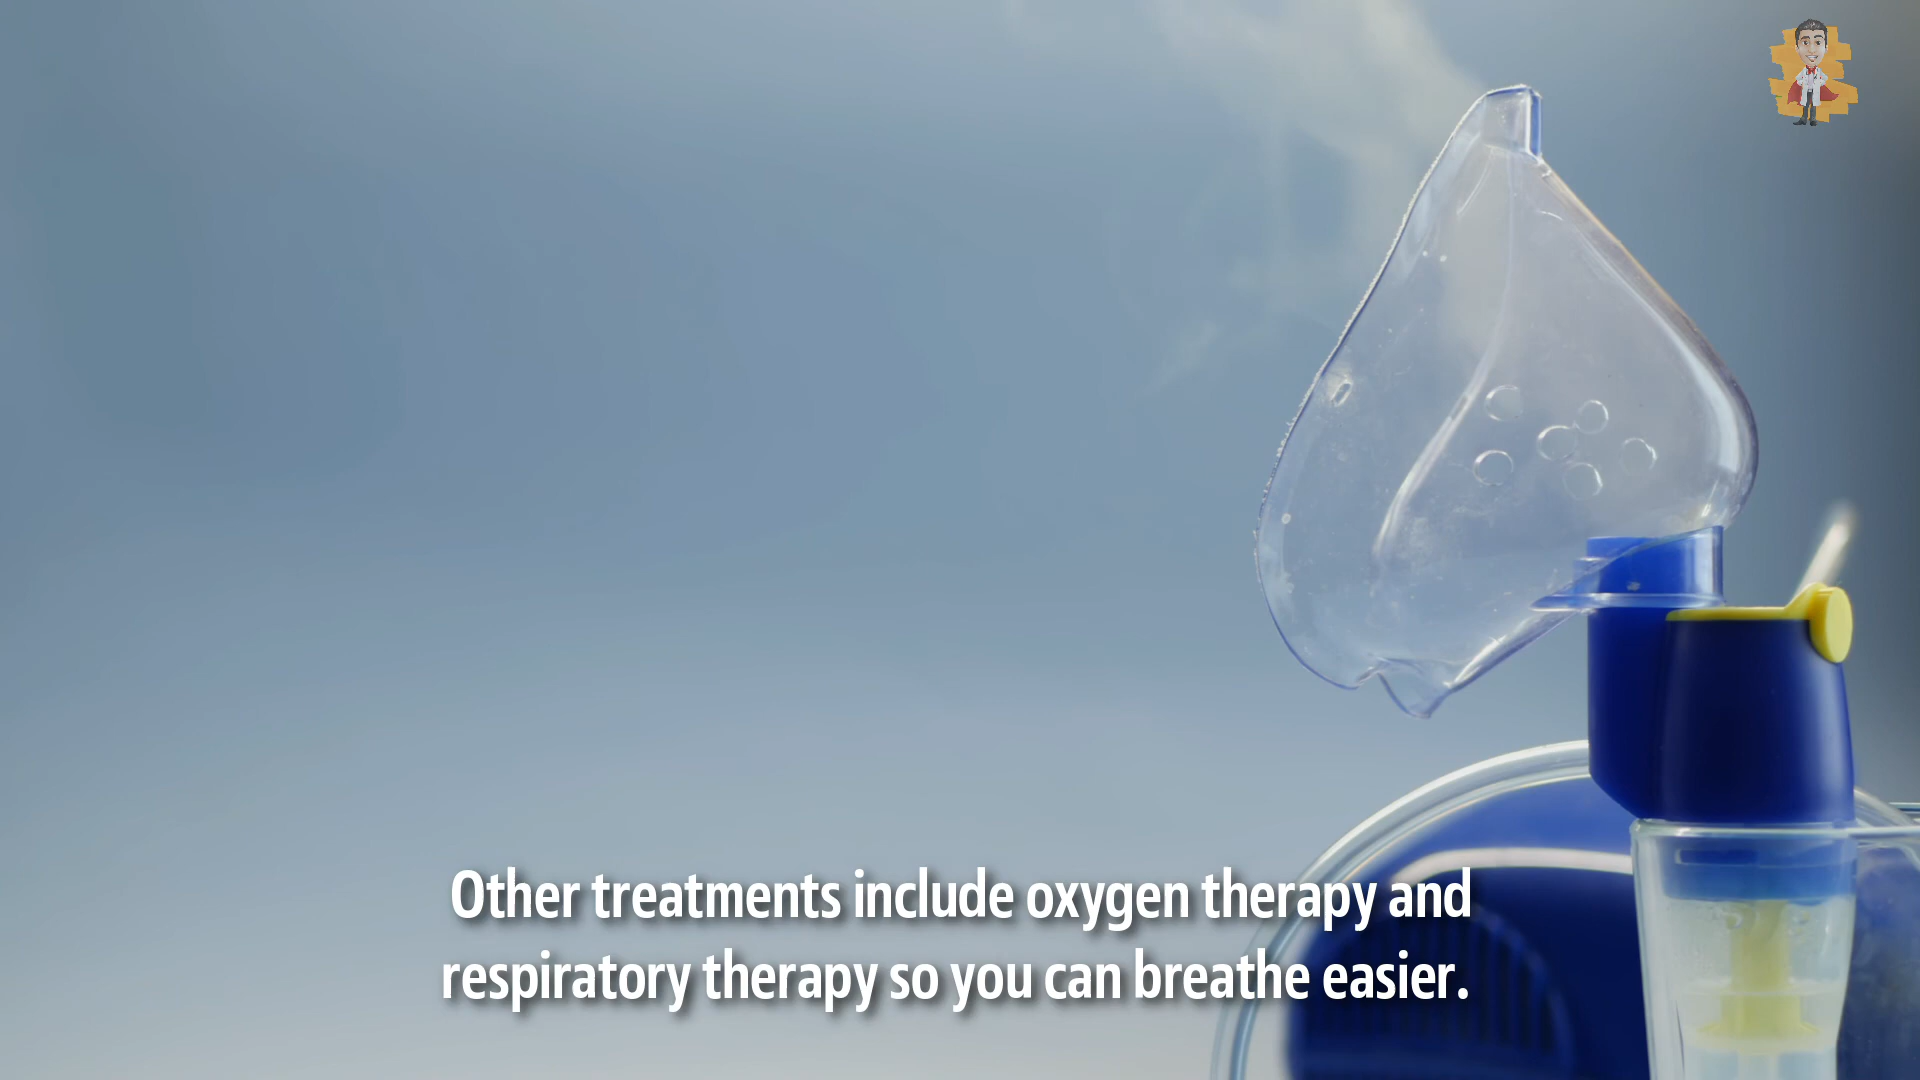 Other treatments include oxygen therapy and
respiratory therapy so you can breathe easier.